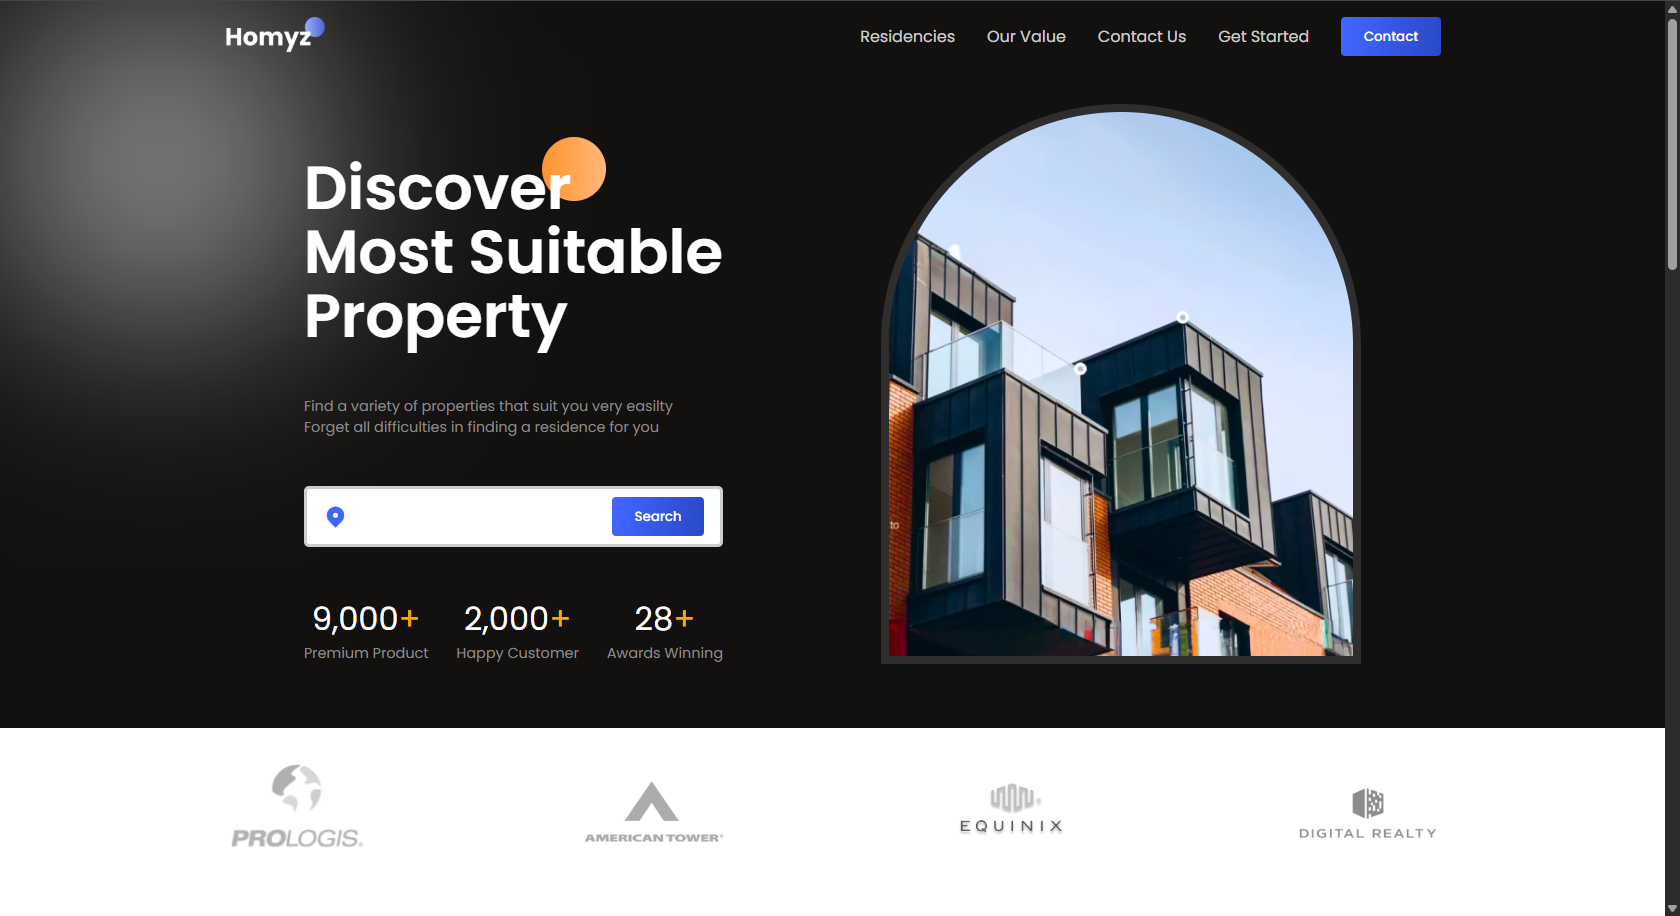 Homyz
Residencies
Our Value
Contact Us
Get Started
Contact
Discover
Most Suitable
Property
Find a variety of properties that suit you very easilty
Forget all difficulties in finding a residence for you
Search
9,000+
2,000+
28+
Premium Product
Happy Customer
Awards Winning
to
PROLOGIS.
AMERICAN TOWER®
EQUINIX
DIGITAL REALTY